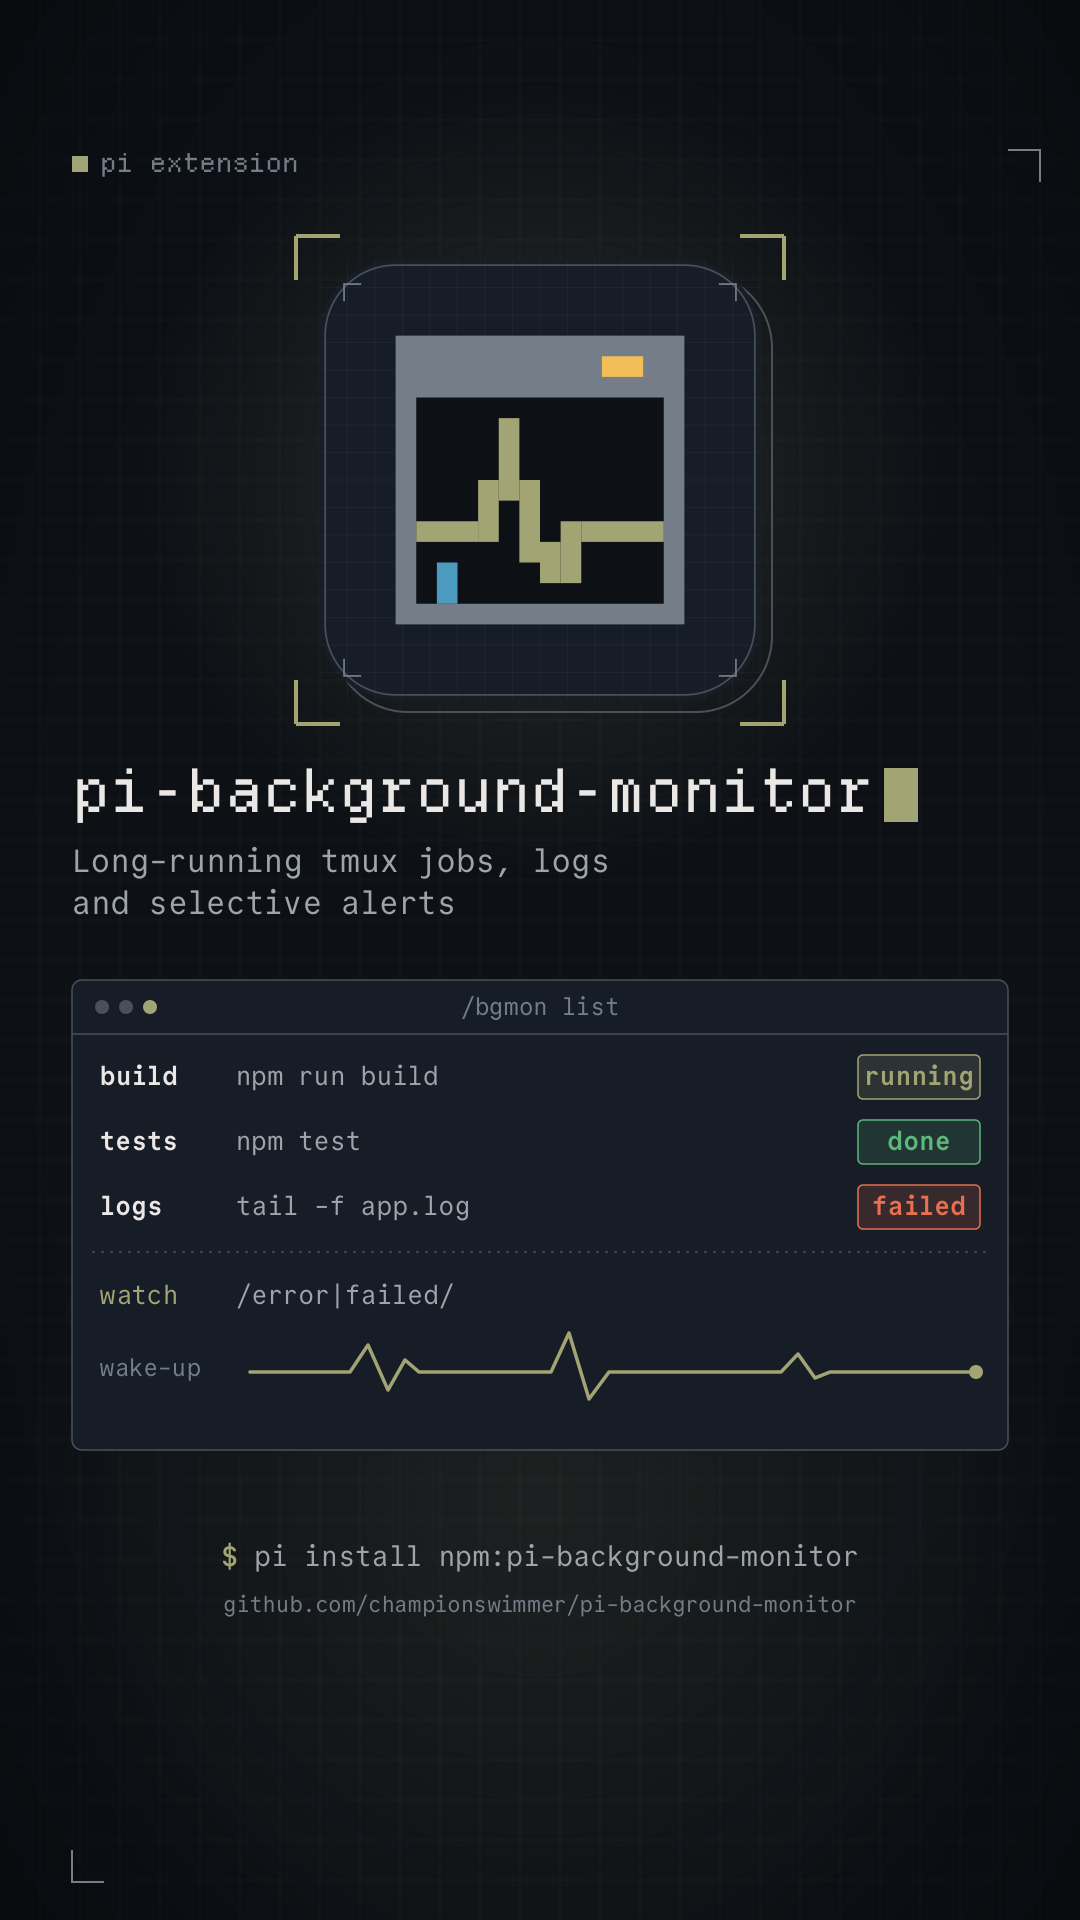 pi extension
pi-background-monitor
Long-running tmux jobs, logs
and selective alerts
/bgmon list
build npm run build running
tests npm test done
logs tail -f app.log failed
watch /error|failed/
wake-up
$ pi install npm:pi-background-monitor
github.com/championswimmer/pi-background-monitor